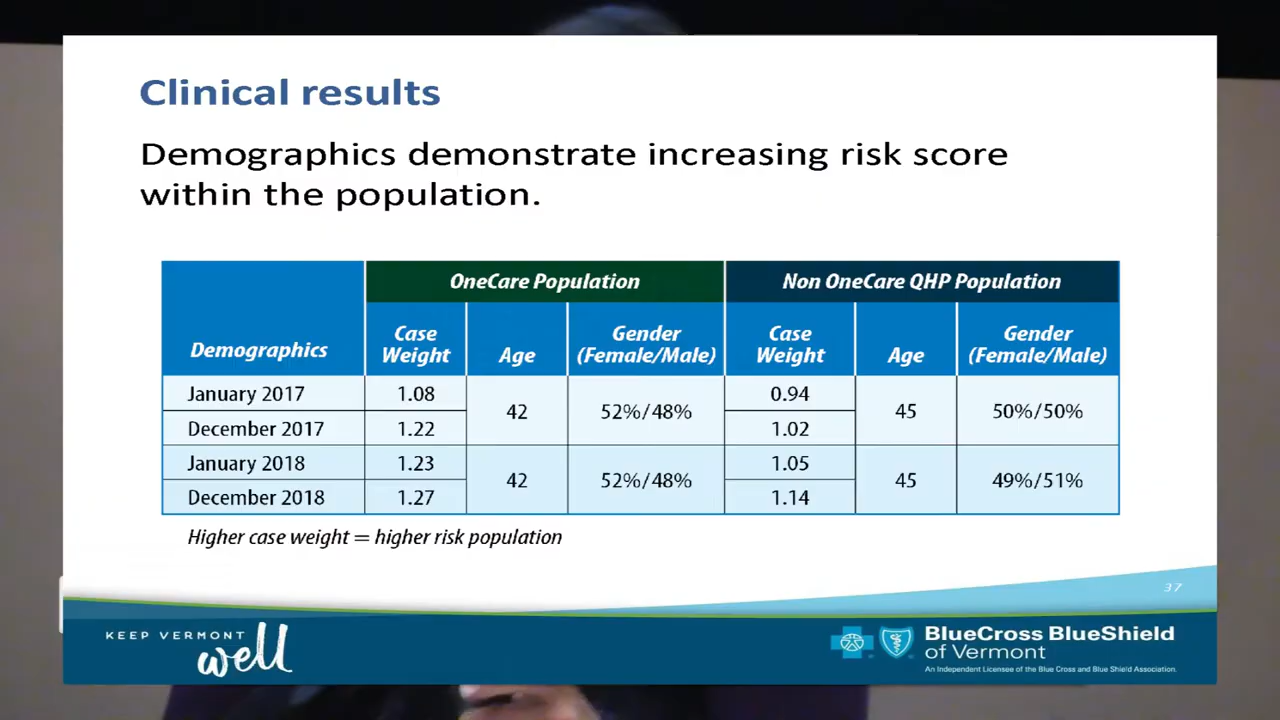 Clinical results
Demographics demonstrate increasing risk score
within the population.
OneCare Population Non OneCare QHP Population
Demographics Case Weight Age Gender (Female/Male) Case Weight Age Gender (Female/Male)
January 2017 1.08 42 52%/48% 0.94 45 50%/50%
December 2017 1.22 1.02
January 2018 1.23 42 52%/48% 1.05 45 49%/51%
December 2018 1.27 1.14
Higher case weight = higher risk population
37
KEEP VERMONT
well
BlueCross BlueShield
of Vermont
An Independent Licensee of the Blue Cross and Blue Shield Association.